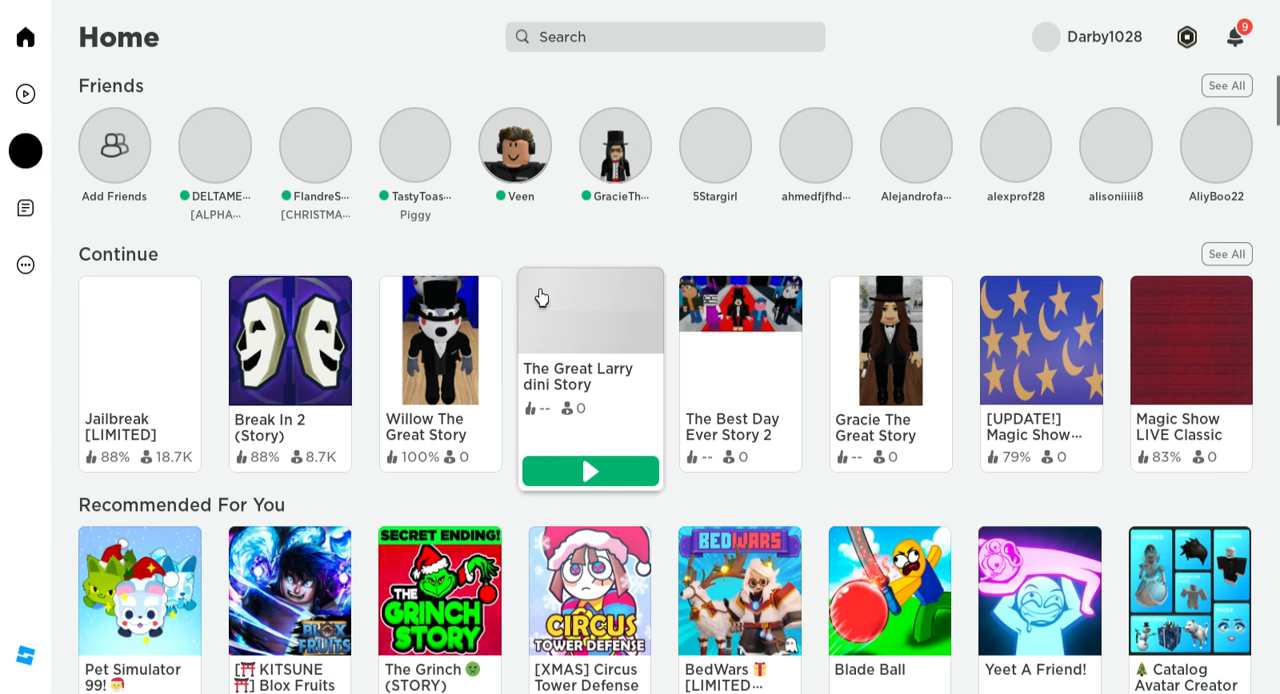 Home
Search
Darby1028
9
Friends
See All
Add Friends
DELTAME...
[ALPHA...
FlandreS...
[CHRISTMA...
TastyToas...
Piggy
Veen
GracieTh...
5Stargirl
ahmedfjfhd...
Alejandrofa...
alexprof28
alisoniiiii8
AliyBoo22
Continue
See All
Jailbreak
[LIMITED]
88% 18.7K
Break In 2
(Story)
88% 8.7K
Willow The
Great Story
100% 0
The Great Larry
dini Story
-- 0
The Best Day
Ever Story 2
-- 0
Gracie The
Great Story
-- 0
[UPDATE!]
Magic Show...
79% 0
Magic Show
LIVE Classic
83% 0
Recommended For You
Pet Simulator
99! 🎅
BLOX
FRUITS
[⛩️ KITSUNE
⛩️] Blox Fruits
SECRET ENDING!
THE
GRINCH
STORY
The Grinch 🤢
(STORY)
CIRCUS
TOWER DEFENSE
[XMAS] Circus
Tower Defense
BEDWARS
BedWars 🎁
[LIMITED...
Blade Ball
Yeet A Friend!
FEATURED
🎄 Catalog
Avatar Creator